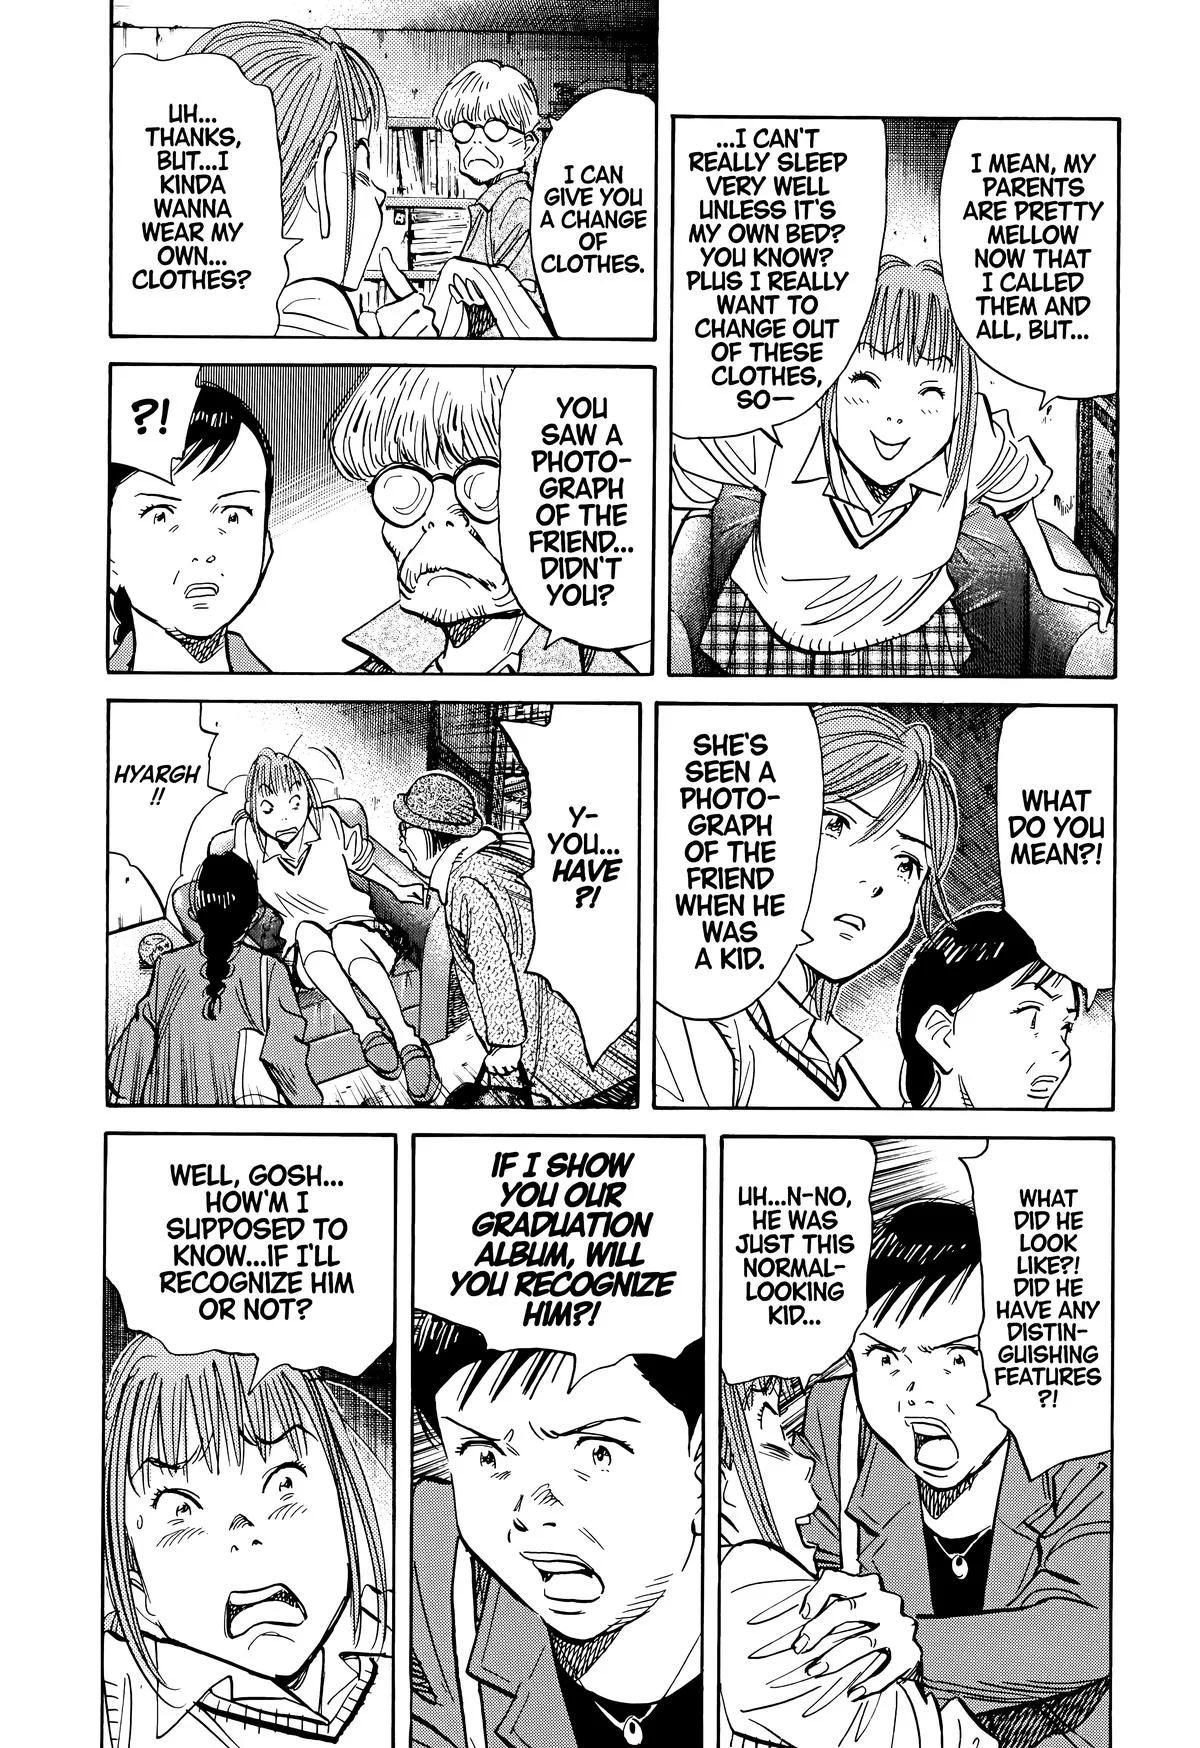 I MEAN, MY
PARENTS
ARE PRETTY
MELLOW
NOW THAT
I CALLED
THEM AND
ALL, BUT...
...I CAN'T
REALLY SLEEP
VERY WELL
UNLESS IT'S
MY OWN BED?
YOU KNOW?
PLUS I REALLY
WANT TO
CHANGE OUT
OF THESE
CLOTHES,
SO—
I CAN
GIVE YOU
A CHANGE
OF
CLOTHES.
UH...
THANKS,
BUT...I
KINDA
WANNA
WEAR MY
OWN...
CLOTHES?
YOU
SAW A
PHOTO-
GRAPH
OF THE
FRIEND...
DIDN'T
YOU?
?!
WHAT
DO YOU
MEAN?!
SHE'S
SEEN A
PHOTO-
GRAPH
OF THE
FRIEND
WHEN HE
WAS
A KID.
Y-
YOU...
HAVE
?!
HYARGH
!!
WHAT
DID HE
LOOK
LIKE?!
DID HE
HAVE ANY
DISTIN-
GUISHING
FEATURES
?!
UH...N-NO,
HE WAS
JUST THIS
NORMAL-
LOOKING
KID...
IF I SHOW
YOU OUR
GRADUATION
ALBUM, WILL
YOU RECOGNIZE
HIM?!
WELL, GOSH...
HOW'M I
SUPPOSED TO
KNOW...IF I'LL
RECOGNIZE HIM
OR NOT?